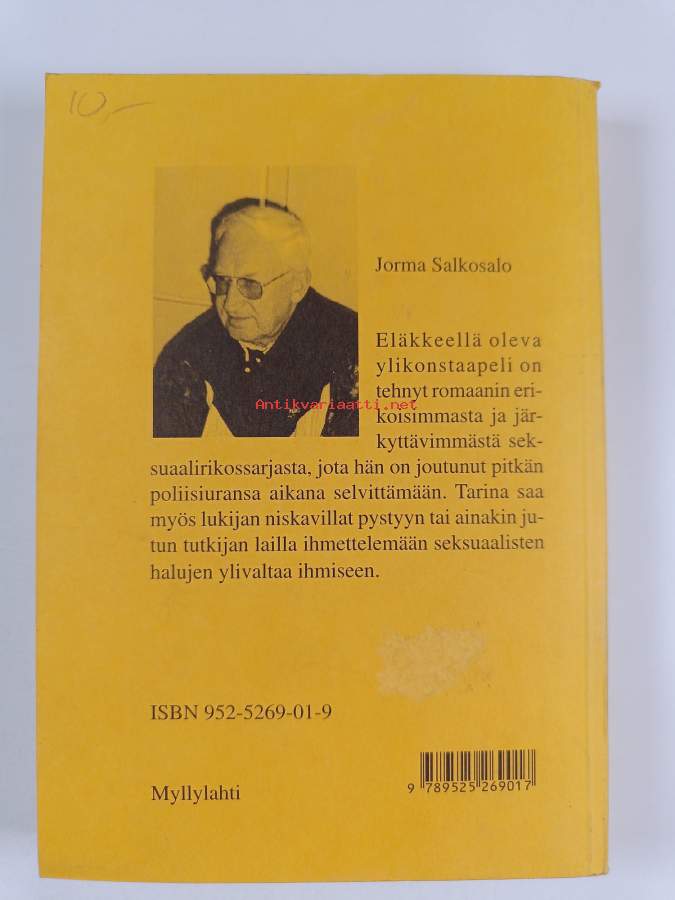 10,-
Jorma Salkosalo
Eläkkeellä oleva
ylikonstaapeli on
tehnyt romaanin eri-
Antikvariaatti.net
koisimmasta ja jär-
kyttävimmästä sek-
suaalirikossarjasta, jota hän on joutunut pitkän
poliisiuransa aikana selvittämään. Tarina saa
myös lukijan niskavillat pystyyn tai ainakin ju-
tun tutkijan lailla ihmettelemään seksuaalisten
halujen ylivaltaa ihmiseen.
ISBN 952-5269-01-9
9 789525 269017
Myllylahti